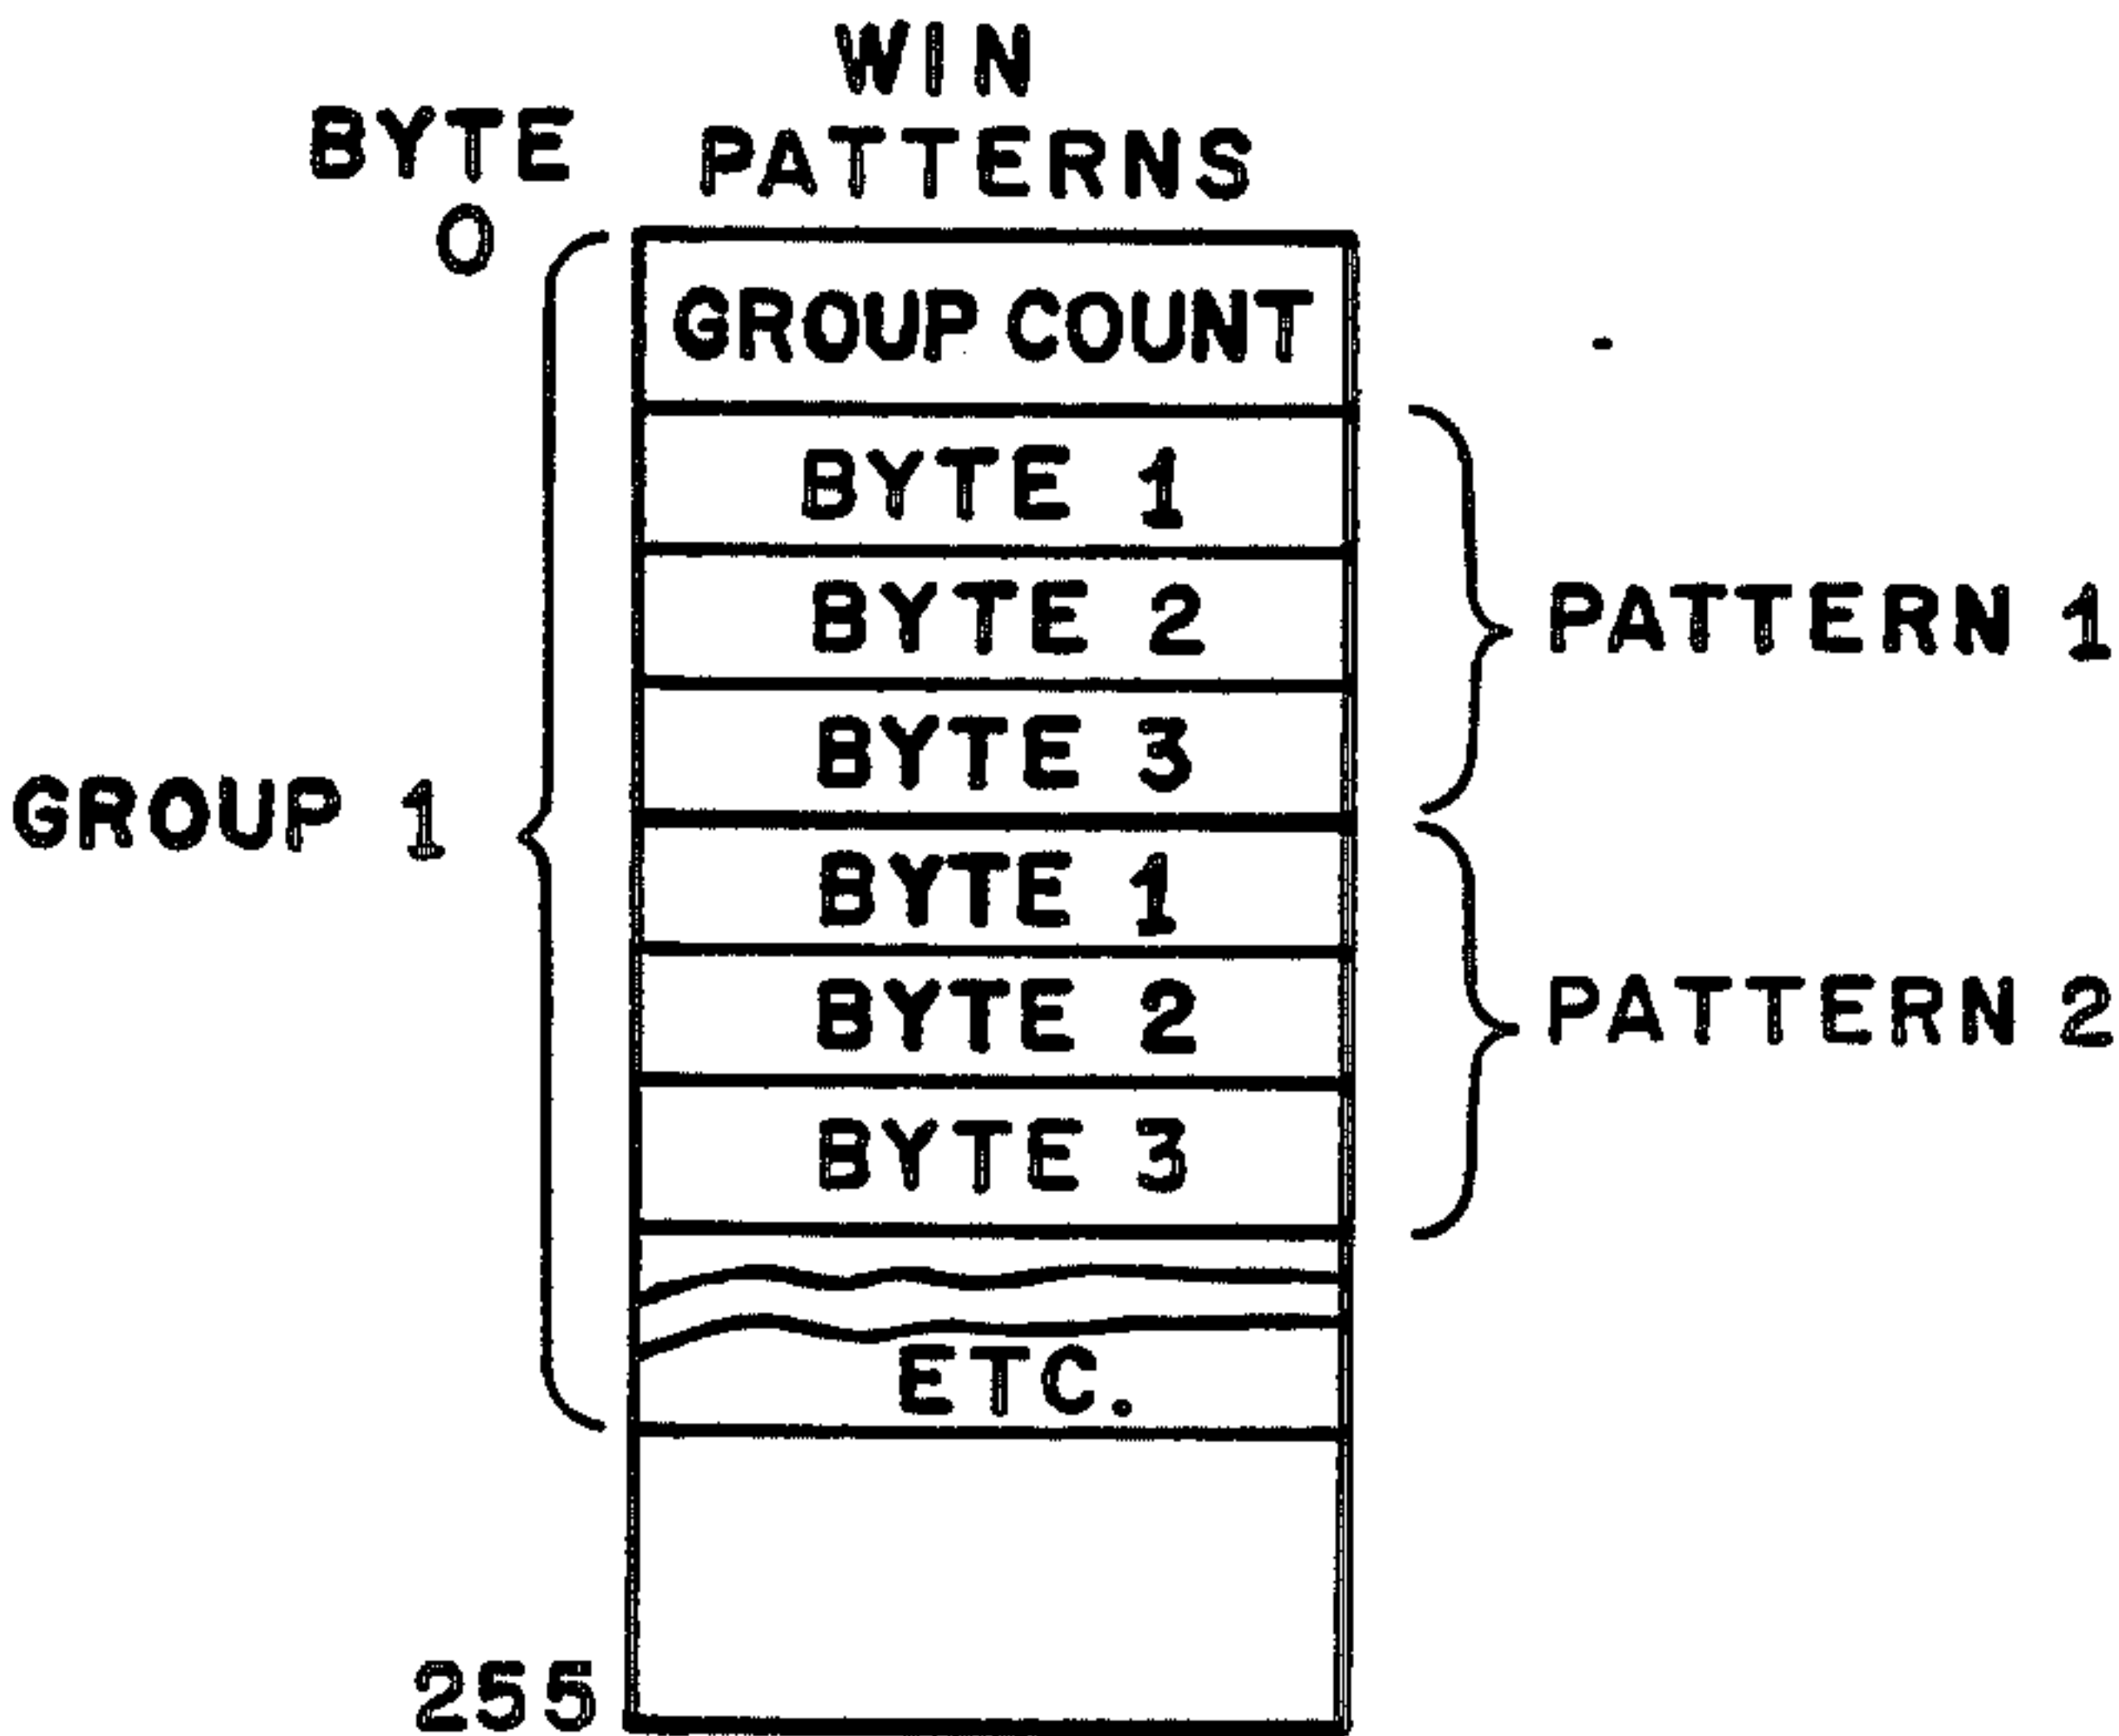 WIN
BYTE PATTERNS
0
GROUP COUNT
BYTE 1
BYTE 2
PATTERN 1
BYTE 3
GROUP 1
BYTE 1
BYTE 2
PATTERN 2
BYTE 3
ETC.
255